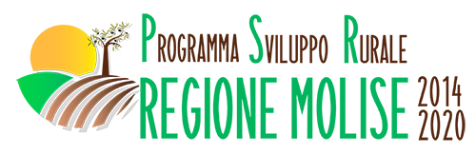 PROGRAMMA SVILUPPO RURALE
REGIONE MOLISE 2014
2020